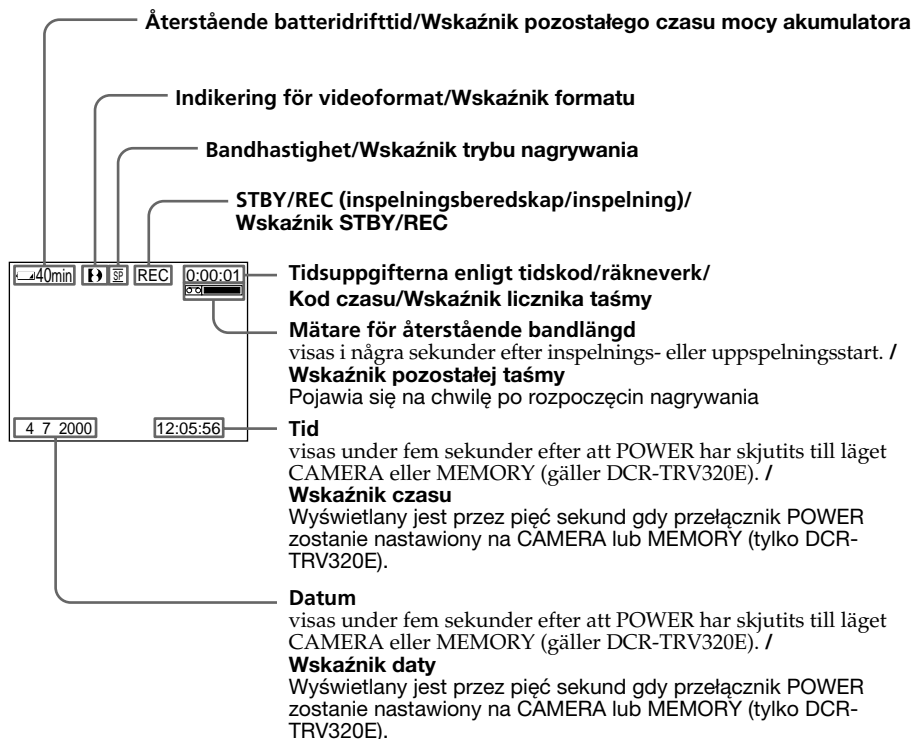 Återstående batteridrifttid/Wskaźnik pozostałego czasu mocy akumulatora
Indikering för videoformat/Wskaźnik formatu
Bandhastighet/Wskaźnik trybu nagrywania
STBY/REC (inspelningsberedskap/inspelning)/
Wskaźnik STBY/REC
40min SP REC 0:00:01
Tidsuppgifterna enligt tidskod/räkneverk/
Kod czasu/Wskaźnik licznika taśmy
Mätare för återstående bandlängd
visas i några sekunder efter inspelnings- eller uppspelningsstart. /
Wskaźnik pozostałej taśmy
Pojawia się na chwilę po rozpoczęcin nagrywania
4 7 2000 12:05:56
Tid
visas under fem sekunder efter att POWER har skjutits till läget
CAMERA eller MEMORY (gäller DCR-TRV320E). /
Wskaźnik czasu
Wyświetlany jest przez pięć sekund gdy przełącznik POWER
zostanie nastawiony na CAMERA lub MEMORY (tylko DCR-
TRV320E).
Datum
visas under fem sekunder efter att POWER har skjutits till läget
CAMERA eller MEMORY (gäller DCR-TRV320E). /
Wskaźnik daty
Wyświetlany jest przez pięć sekund gdy przełącznik POWER
zostanie nastawiony na CAMERA lub MEMORY (tylko DCR-
TRV320E).